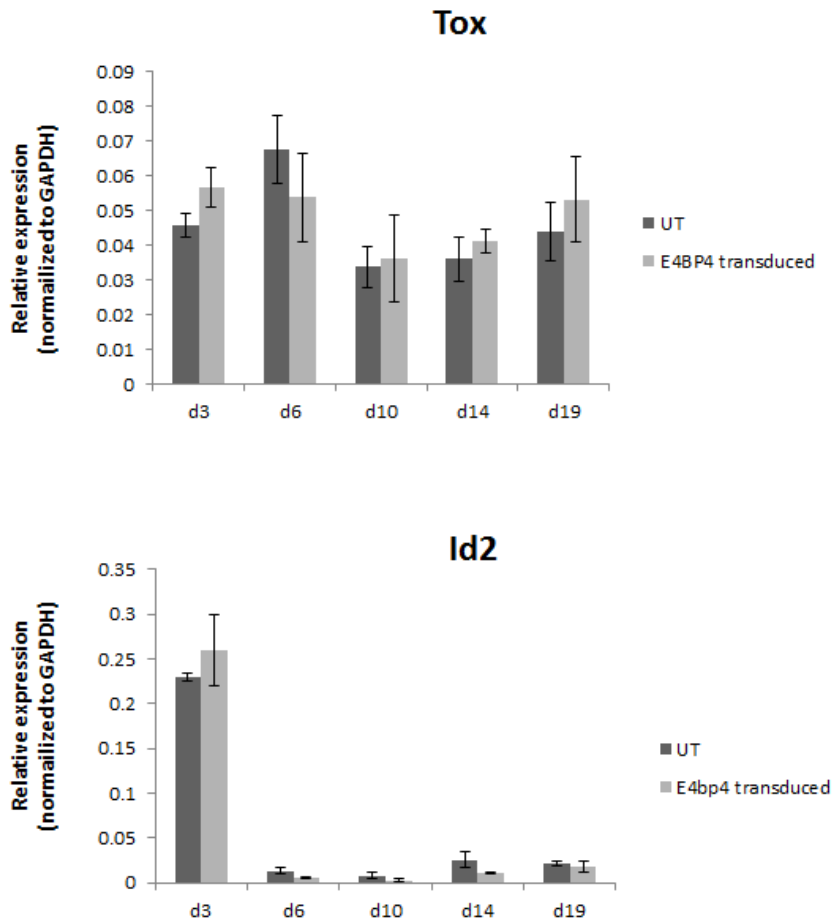 Tox
Relative expression
(normailized to GAPDH)
0.09
0.08
0.07
0.06
0.05
0.04
0.03
0.02
0.01
0
d3 d6 d10 d14 d19
UT
E4BP4 transduced
Id2
Relative expression
(normailized to GAPDH)
0.35
0.3
0.25
0.2
0.15
0.1
0.05
0
d3 d6 d10 d14 d19
UT
E4bp4 transduced